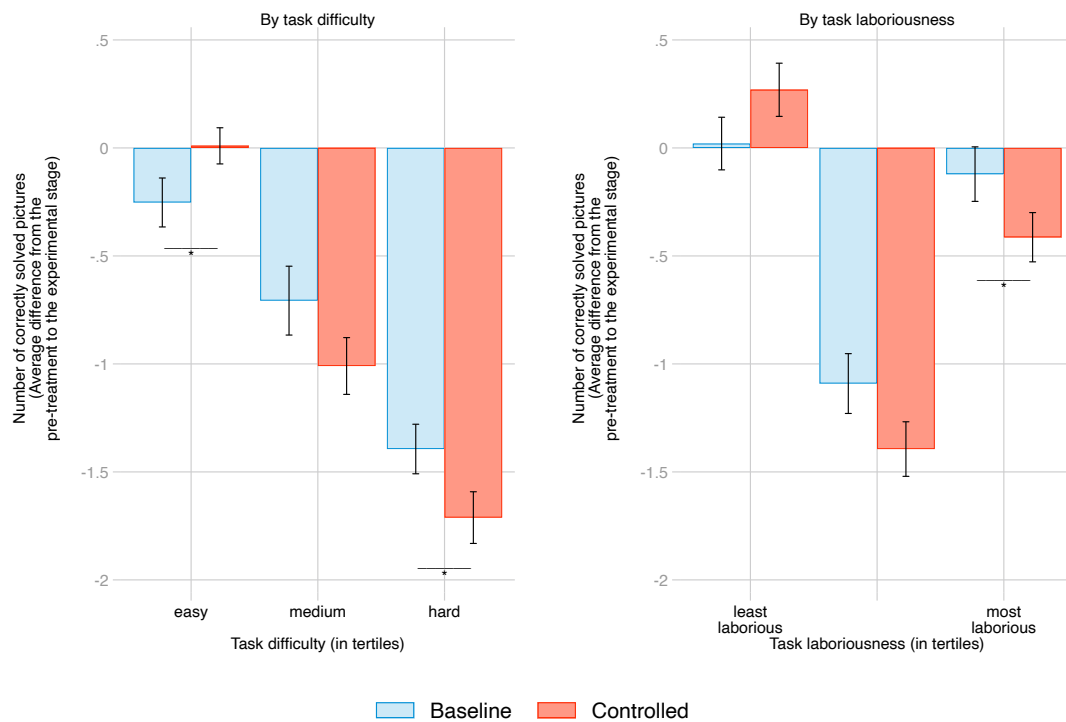 By task difficulty
.5
0
-.5
-1
-1.5
-2
Number of correctly solved pictures
(Average difference from the
pre-treatment to the experimental stage)
*
*
easy medium hard
Task difficulty (in tertiles)
By task laboriousness
.5
0
-.5
-1
-1.5
-2
Number of correctly solved pictures
(Average difference from the
pre-treatment to the experimental stage)
*
least most
laborious laborious
Task laboriousness (in tertiles)
Baseline Controlled